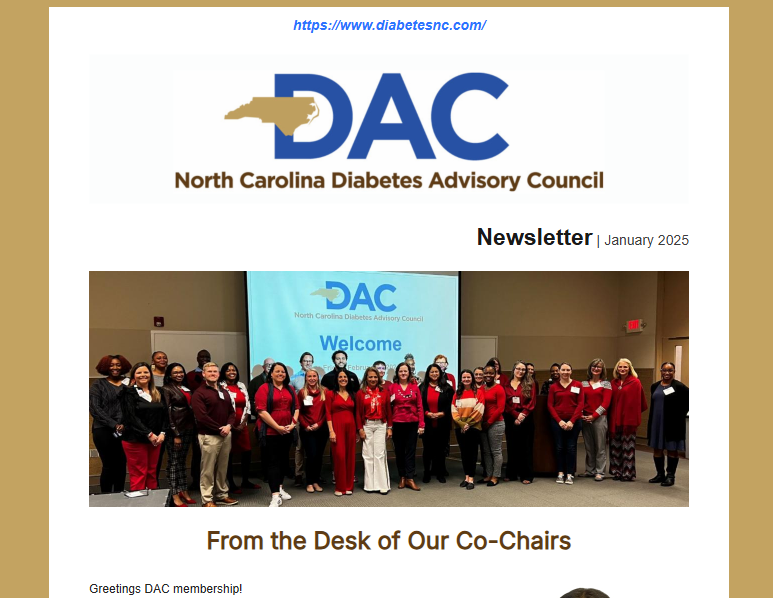 https://www.diabetesnc.com/
DAC
North Carolina Diabetes Advisory Council
Newsletter | January 2025
DAC
North Carolina Diabetes Advisory Council
Welcome
From the Desk of Our Co-Chairs
Greetings DAC membership!